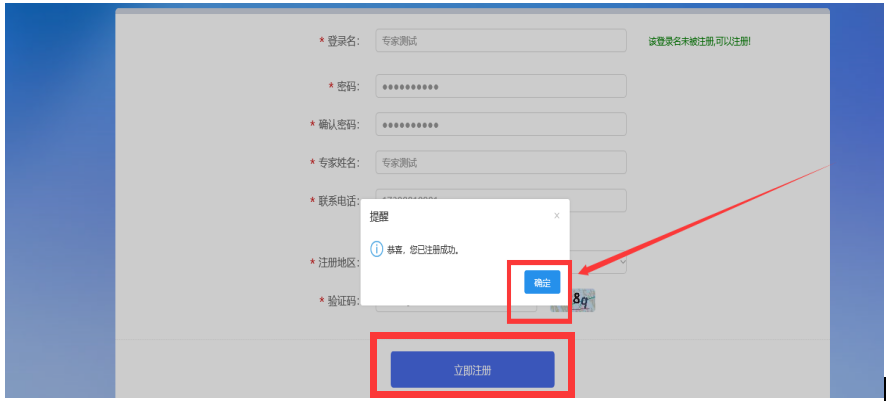 * 登录名: 专家测试 该登录名未被注册,可以注册!
* 密码: ●●●●●●●●●●
* 确认密码: ●●●●●●●●●●
* 专家姓名: 专家测试
* 联系电话:
提醒 ×
恭喜，您已注册成功。
* 注册地区:
确定
* 验证码: 8q
立即注册